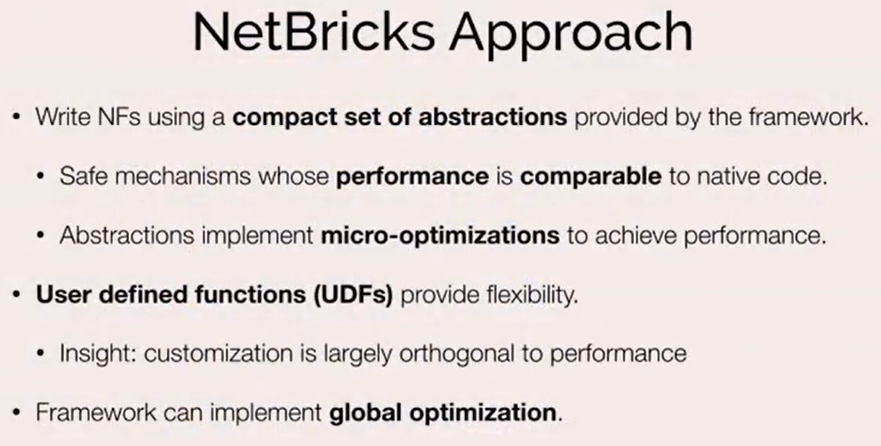 NetBricks Approach
• Write NFs using a compact set of abstractions provided by the framework.
• Safe mechanisms whose performance is comparable to native code.
• Abstractions implement micro-optimizations to achieve performance.
• User defined functions (UDFs) provide flexibility.
• Insight: customization is largely orthogonal to performance
• Framework can implement global optimization.